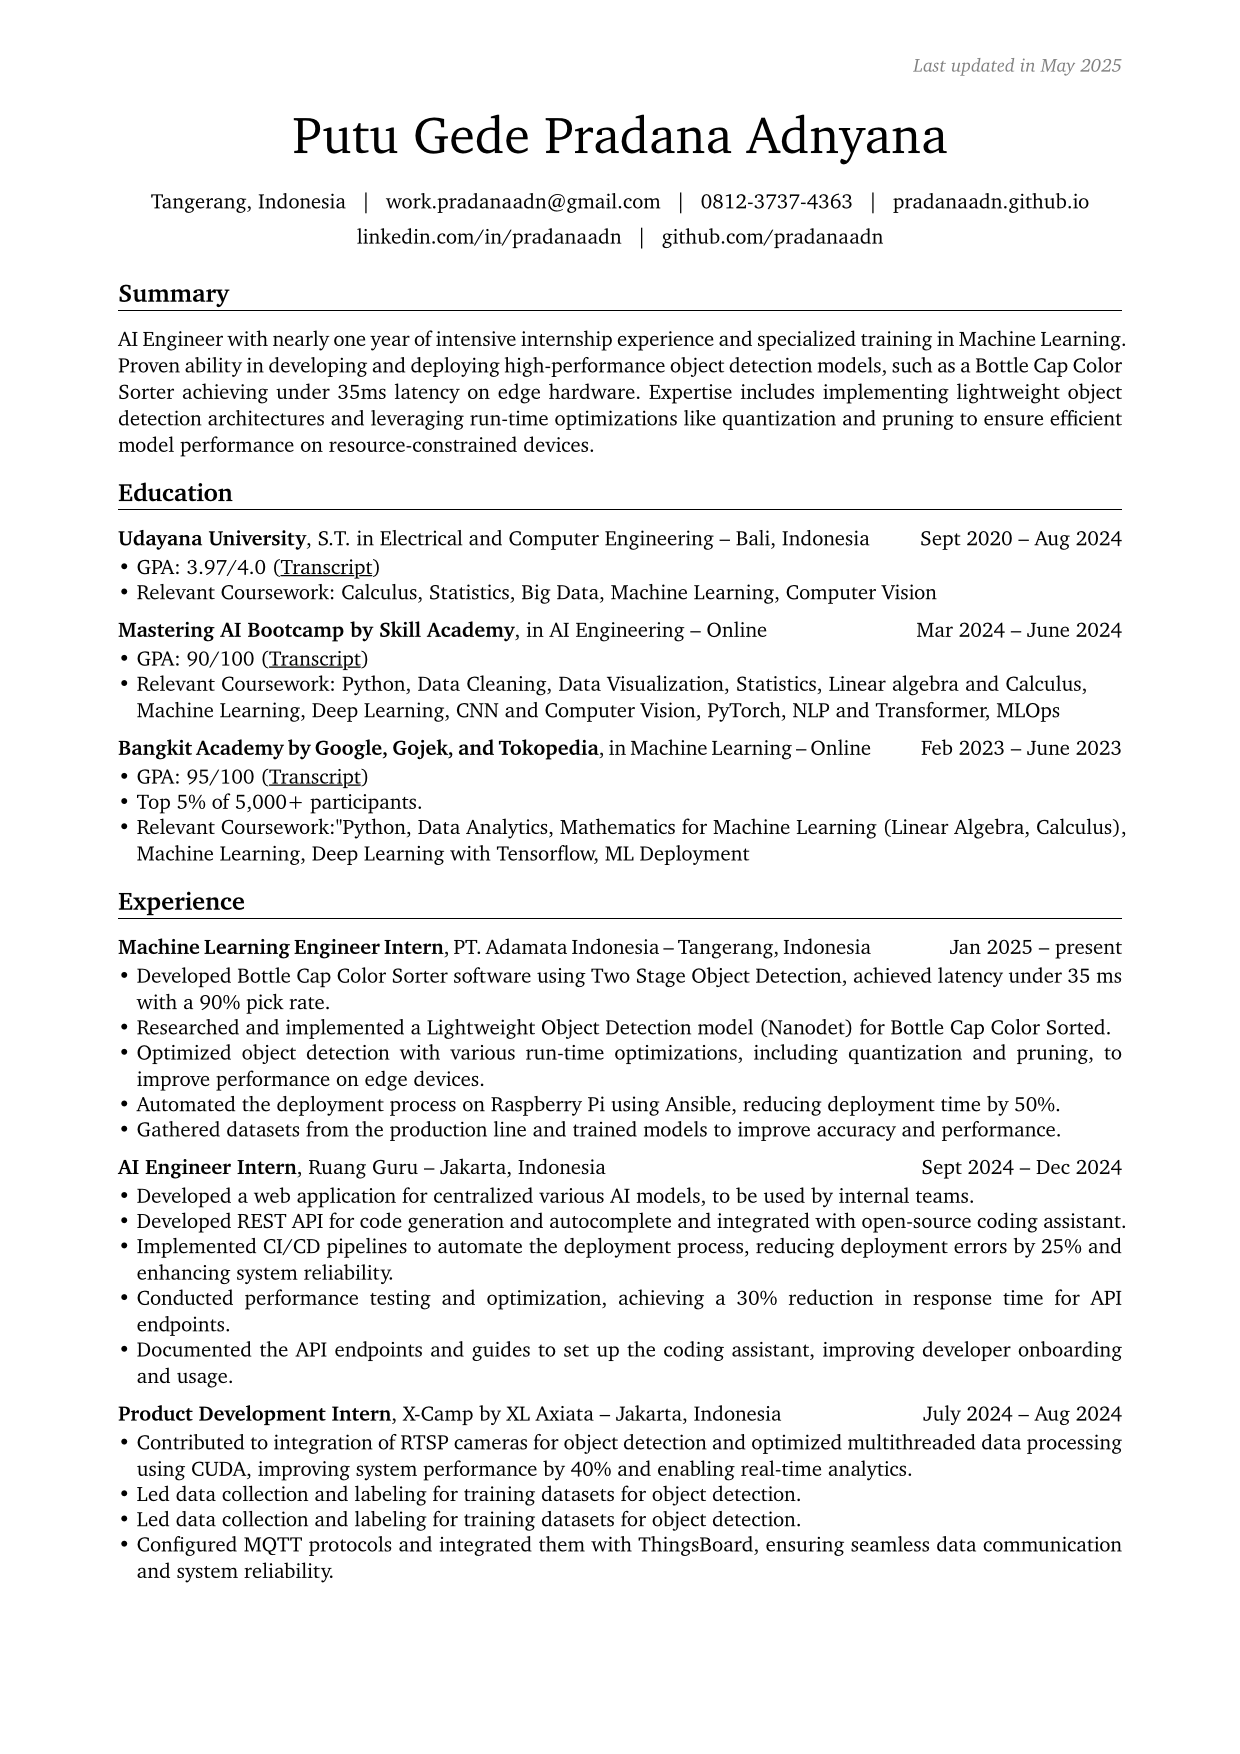 Last updated in May 2025
Putu Gede Pradana Adnyana
Tangerang, Indonesia | work.pradanaadn@gmail.com | 0812-3737-4363 | pradanaadn.github.io
linkedin.com/in/pradanaadn | github.com/pradanaadn
Summary
AI Engineer with nearly one year of intensive internship experience and specialized training in Machine Learning.
Proven ability in developing and deploying high-performance object detection models, such as a Bottle Cap Color
Sorter achieving under 35ms latency on edge hardware. Expertise includes implementing lightweight object
detection architectures and leveraging run-time optimizations like quantization and pruning to ensure efficient
model performance on resource-constrained devices.
Education
Udayana University, S.T. in Electrical and Computer Engineering – Bali, Indonesia Sept 2020 – Aug 2024
• GPA: 3.97/4.0 (Transcript)
• Relevant Coursework: Calculus, Statistics, Big Data, Machine Learning, Computer Vision
Mastering AI Bootcamp by Skill Academy, in AI Engineering – Online Mar 2024 – June 2024
• GPA: 90/100 (Transcript)
• Relevant Coursework: Python, Data Cleaning, Data Visualization, Statistics, Linear algebra and Calculus,
Machine Learning, Deep Learning, CNN and Computer Vision, PyTorch, NLP and Transformer, MLOps
Bangkit Academy by Google, Gojek, and Tokopedia, in Machine Learning – Online Feb 2023 – June 2023
• GPA: 95/100 (Transcript)
• Top 5% of 5,000+ participants.
• Relevant Coursework:"Python, Data Analytics, Mathematics for Machine Learning (Linear Algebra, Calculus),
Machine Learning, Deep Learning with Tensorflow, ML Deployment
Experience
Machine Learning Engineer Intern, PT. Adamata Indonesia – Tangerang, Indonesia Jan 2025 – present
• Developed Bottle Cap Color Sorter software using Two Stage Object Detection, achieved latency under 35 ms
with a 90% pick rate.
• Researched and implemented a Lightweight Object Detection model (Nanodet) for Bottle Cap Color Sorted.
• Optimized object detection with various run-time optimizations, including quantization and pruning, to
improve performance on edge devices.
• Automated the deployment process on Raspberry Pi using Ansible, reducing deployment time by 50%.
• Gathered datasets from the production line and trained models to improve accuracy and performance.
AI Engineer Intern, Ruang Guru – Jakarta, Indonesia Sept 2024 – Dec 2024
• Developed a web application for centralized various AI models, to be used by internal teams.
• Developed REST API for code generation and autocomplete and integrated with open-source coding assistant.
• Implemented CI/CD pipelines to automate the deployment process, reducing deployment errors by 25% and
enhancing system reliability.
• Conducted performance testing and optimization, achieving a 30% reduction in response time for API
endpoints.
• Documented the API endpoints and guides to set up the coding assistant, improving developer onboarding
and usage.
Product Development Intern, X-Camp by XL Axiata – Jakarta, Indonesia July 2024 – Aug 2024
• Contributed to integration of RTSP cameras for object detection and optimized multithreaded data processing
using CUDA, improving system performance by 40% and enabling real-time analytics.
• Led data collection and labeling for training datasets for object detection.
• Led data collection and labeling for training datasets for object detection.
• Configured MQTT protocols and integrated them with ThingsBoard, ensuring seamless data communication
and system reliability.